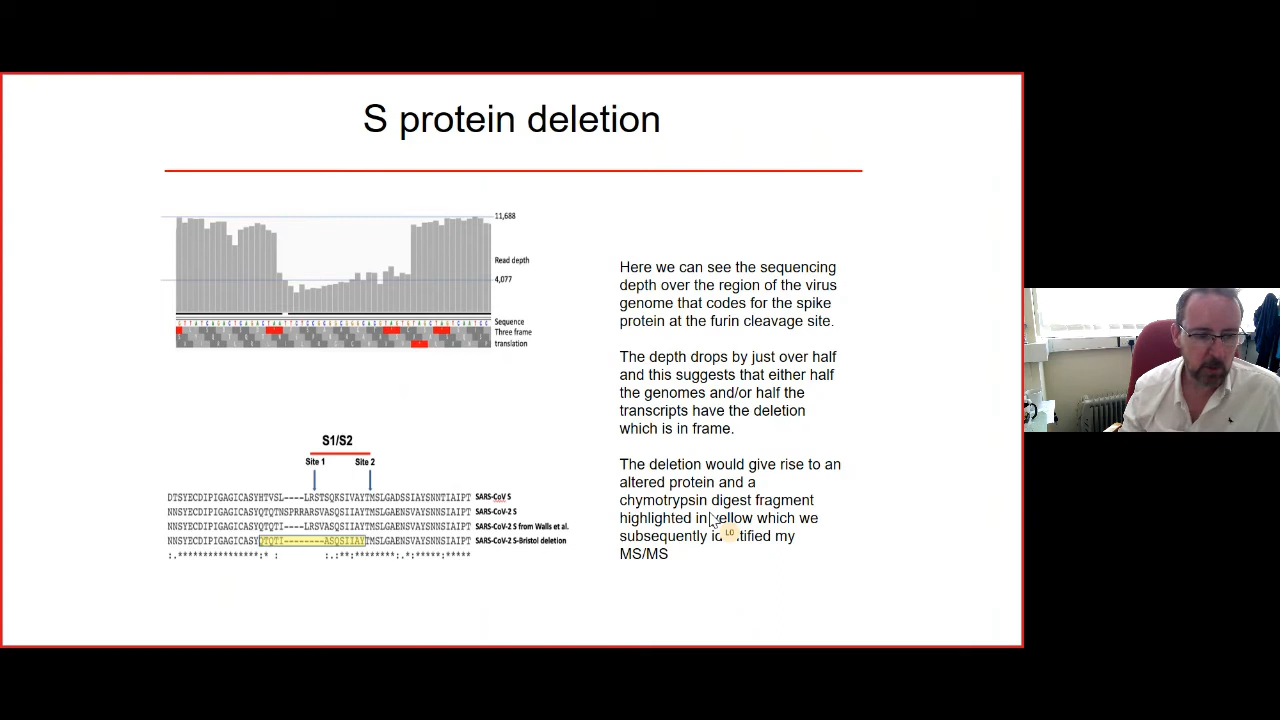 S protein deletion
11,688
Read depth
4,077
Sequence
Three frame
translation
Here we can see the sequencing
depth over the region of the virus
genome that codes for the spike
protein at the furin cleavage site.
The depth drops by just over half
and this suggests that either half
the genomes and/or half the
transcripts have the deletion
which is in frame.
The deletion would give rise to an
altered protein and a
chymotrypsin digest fragment
highlighted in yellow which we
subsequently identified my
MS/MS
S1/S2
Site 1 Site 2
DTSYECDIPIGAGICASYHTVSL----LRSTSQKSIVAYTMSLGADSSIAYSNNTIAIPT SARS-CoV S
NNSYECDIPIGAGICASYQTQTNSPRRARSVASQSIIAYTMSLGAENSVAYSNNSIAIPT SARS-CoV-2 S
NNSYECDIPIGAGICASYQTQTI----LRSVASQSIIAYTMSLGAENSVAYSNNSIAIPT SARS-CoV-2 S from Walls et al.
NNSYECDIPIGAGICASYQTQTI--------ASQSIIAYTMSLGAENSVAYSNNSIAIPT SARS-CoV-2 S-Bristol deletion
LO